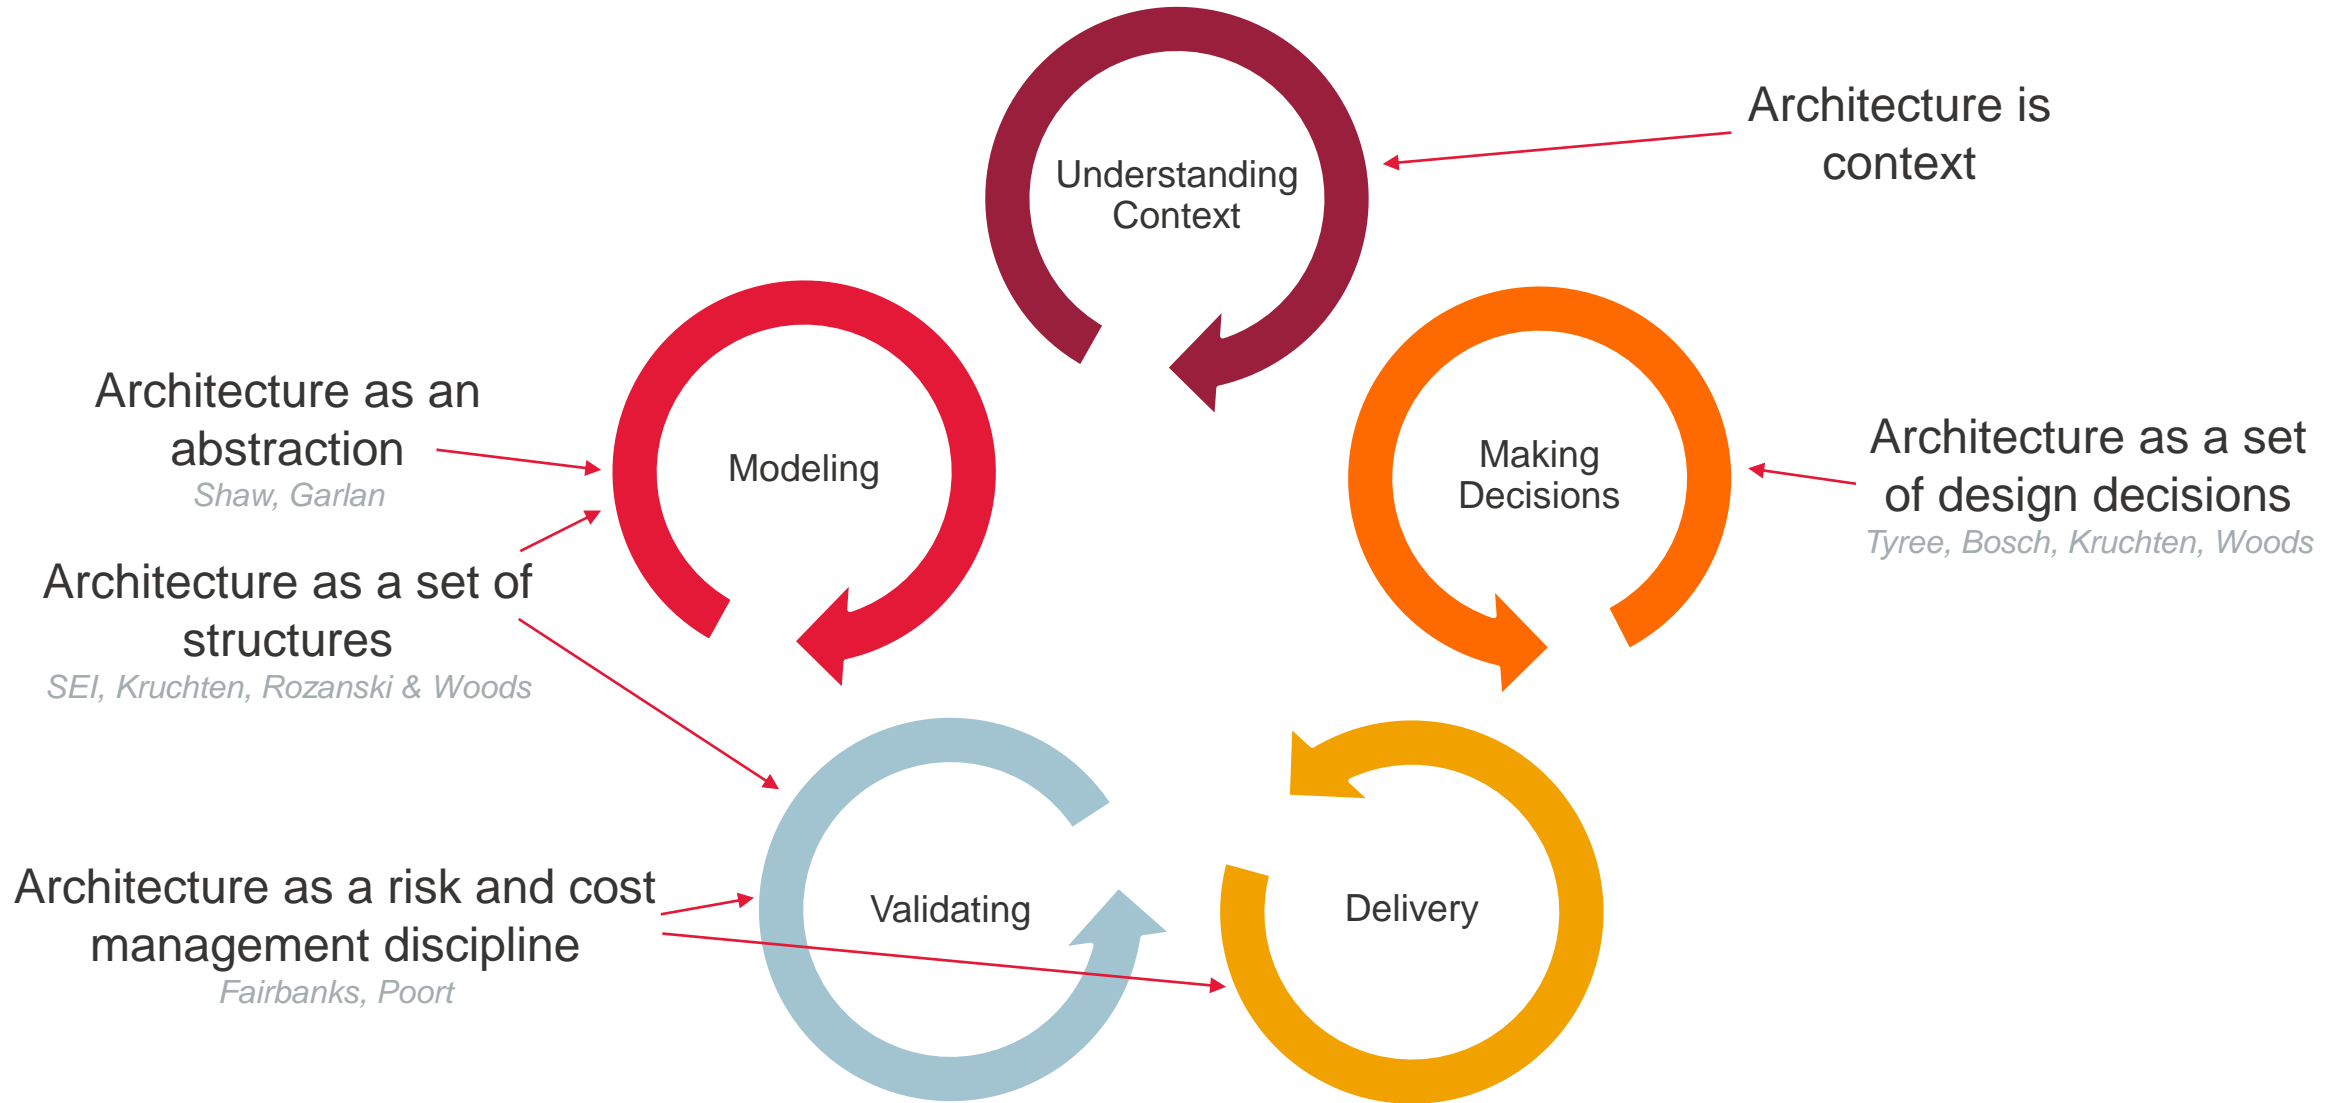 Understanding
Context
Architecture is
context
Modeling
Architecture as an
abstraction
Shaw, Garlan
Making
Decisions
Architecture as a set
of design decisions
Tyree, Bosch, Kruchten, Woods
Architecture as a set of
structures
SEI, Kruchten, Rozanski & Woods
Architecture as a risk and cost
management discipline
Fairbanks, Poort
Validating
Delivery